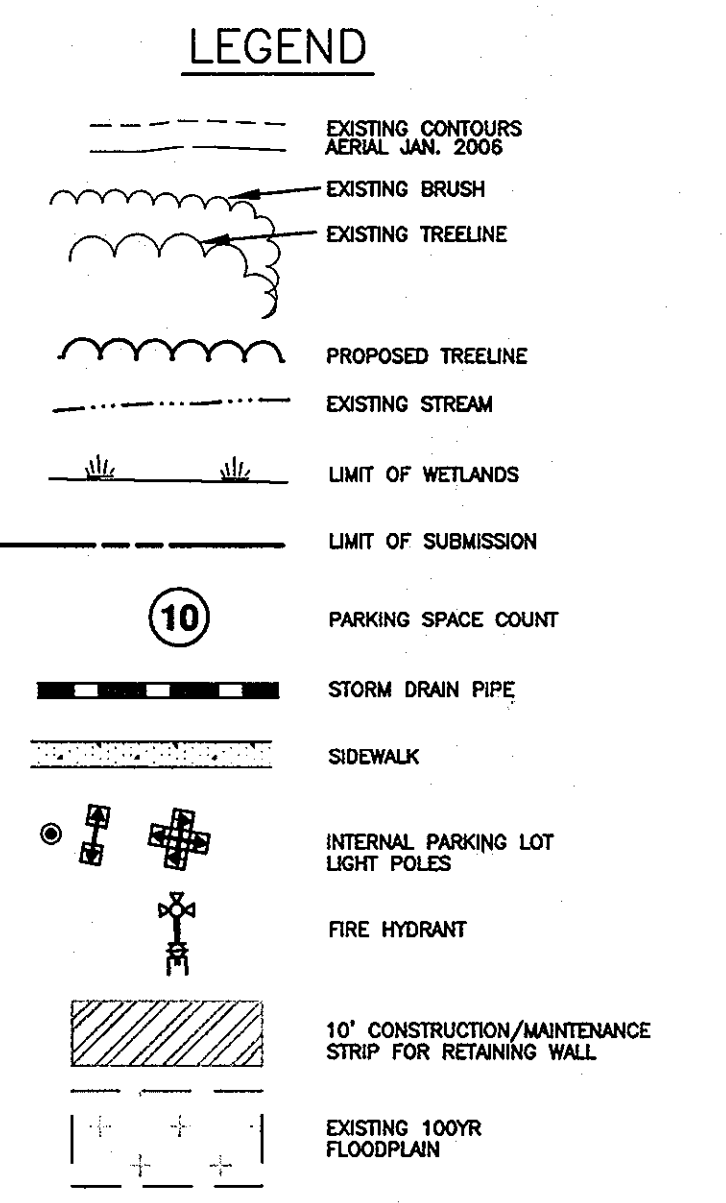 LEGEND
EXISTING CONTOURS
AERIAL JAN. 2006
EXISTING BRUSH
EXISTING TREELINE
PROPOSED TREELINE
EXISTING STREAM
LIMIT OF WETLANDS
LIMIT OF SUBMISSION
10
PARKING SPACE COUNT
STORM DRAIN PIPE
SIDEWALK
INTERNAL PARKING LOT
LIGHT POLES
FIRE HYDRANT
10' CONSTRUCTION/MAINTENANCE
STRIP FOR RETAINING WALL
EXISTING 100YR
FLOODPLAIN